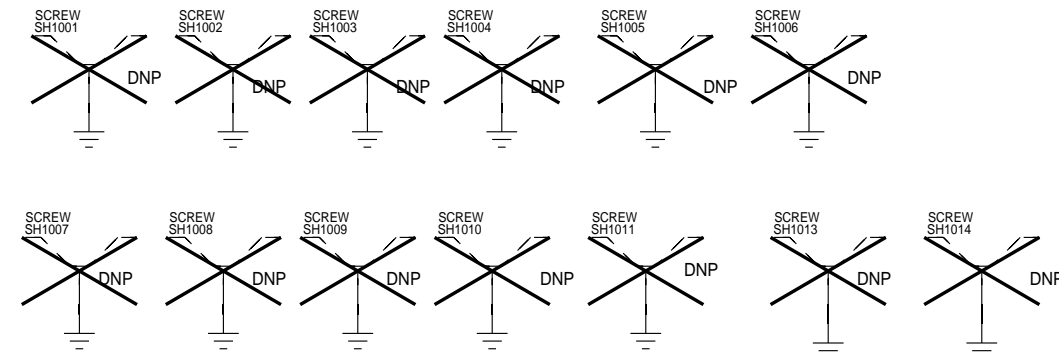 SCREW
SH1001
DNP
SCREW
SH1002
DNP
SCREW
SH1003
DNP
SCREW
SH1004
DNP
SCREW
SH1005
DNP
SCREW
SH1006
DNP
SCREW
SH1007
DNP
SCREW
SH1008
DNP
SCREW
SH1009
DNP
SCREW
SH1010
DNP
SCREW
SH1011
DNP
SCREW
SH1013
DNP
SCREW
SH1014
DNP